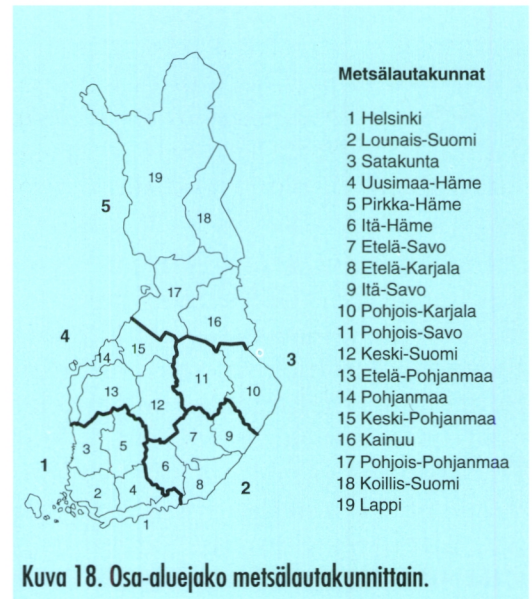 Metsälautakunnat
1 Helsinki
2 Lounais-Suomi
3 Satakunta
4 Uusimaa-Häme
5 Pirkka-Häme
6 Itä-Häme
7 Etelä-Savo
8 Etelä-Karjala
9 Itä-Savo
10 Pohjois-Karjala
11 Pohjois-Savo
12 Keski-Suomi
13 Etelä-Pohjanmaa
14 Pohjanmaa
15 Keski-Pohjanmaa
16 Kainuu
17 Pohjois-Pohjanmaa
18 Koillis-Suomi
19 Lappi
19
5
18
17
16
4
15
14
3
11
13
10
12
7
9
3
5
1
6
8
2
2
4
1
Kuva 18. Osa-aluejako metsälautakunnittain.